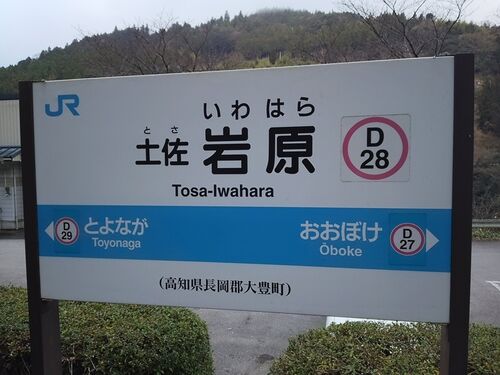 JR
いわはら
とさ
土佐 岩原
Tosa-Iwahara
D
28
D
29
とよなが
Toyonaga
おおぼけ
Ōboke
D
27
(高知県長岡郡大豊町)